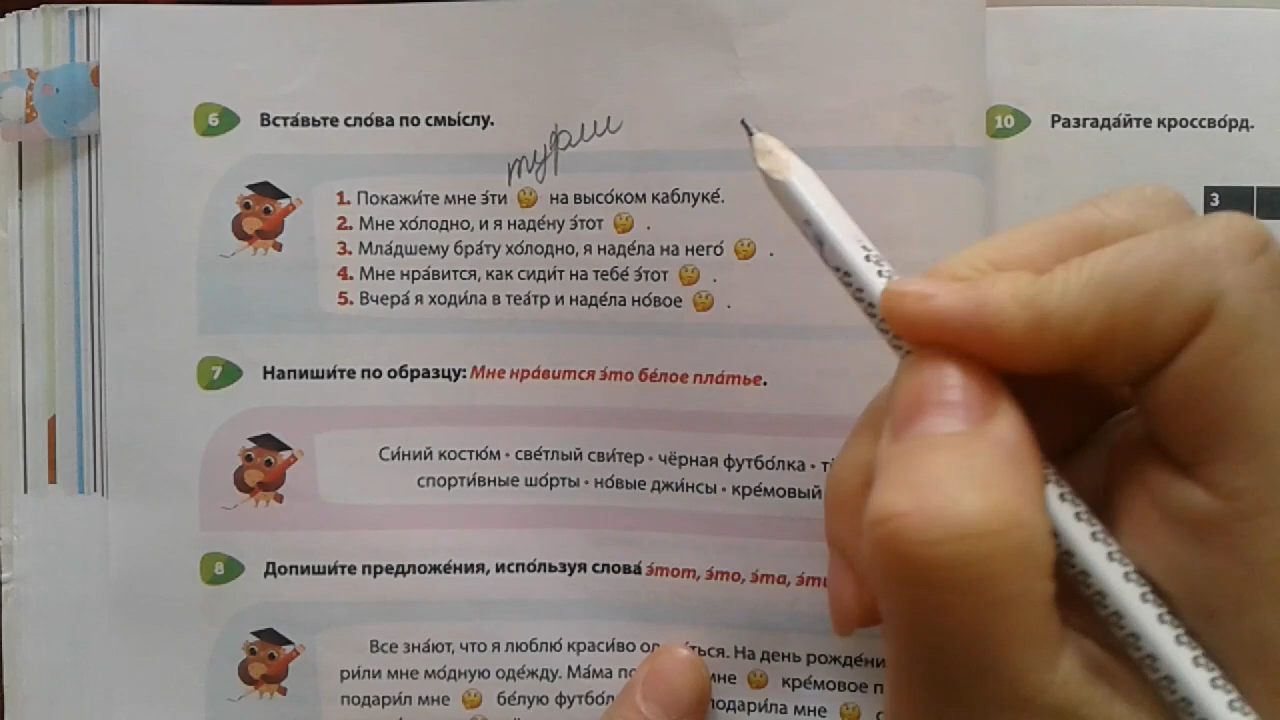 6 Вста́вьте сло́ва по смы́слу.
туфли
1. Покажи́те мне э́ти на высо́ком каблуке́.
2. Мне хо́лодно, и я наде́ну э́тот .
3. Мла́дшему бра́ту хо́лодно, я наде́ла на него́ .
4. Мне нра́вится, как сиди́т на тебе́ э́тот .
5. Вчера́ я ходи́ла в теа́тр и наде́ла но́вое .
7 Напиши́те по образцу: Мне нра́вится э́то бе́лое пла́тье.
Си́ний костю́м • све́тлый сви́тер • чёрная футбо́лка •
спорти́вные шо́рты • но́вые джи́нсы • кре́мовый
8 Допиши́те предложе́ния, испо́льзуя слова́ э́тот, э́то, э́та,
Все зна́ют, что я люблю́ краси́во На день рожде́ни
ри́ли мне мо́дную оде́жду. Ма́ма мне кре́мовое
подари́л мне бе́лую подари́ла мне
10 Разгада́йте кроссво́рд.
3